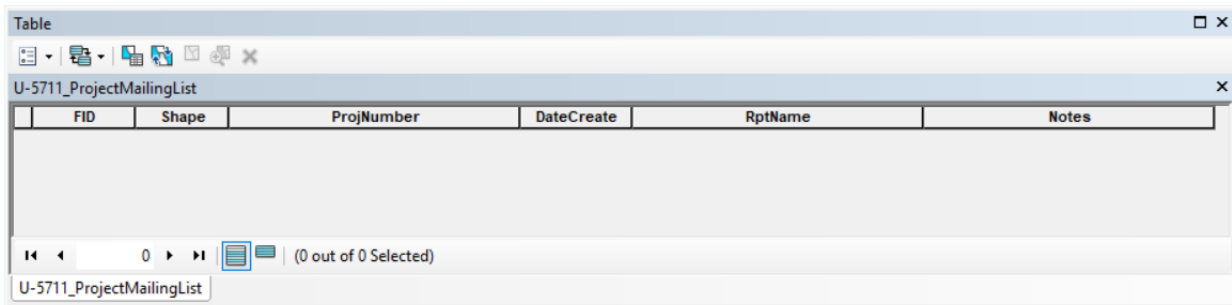 Table
U-5711_ProjectMailingList
FID Shape ProjNumber DateCreate RptName Notes
0 (0 out of 0 Selected)
U-5711_ProjectMailingList